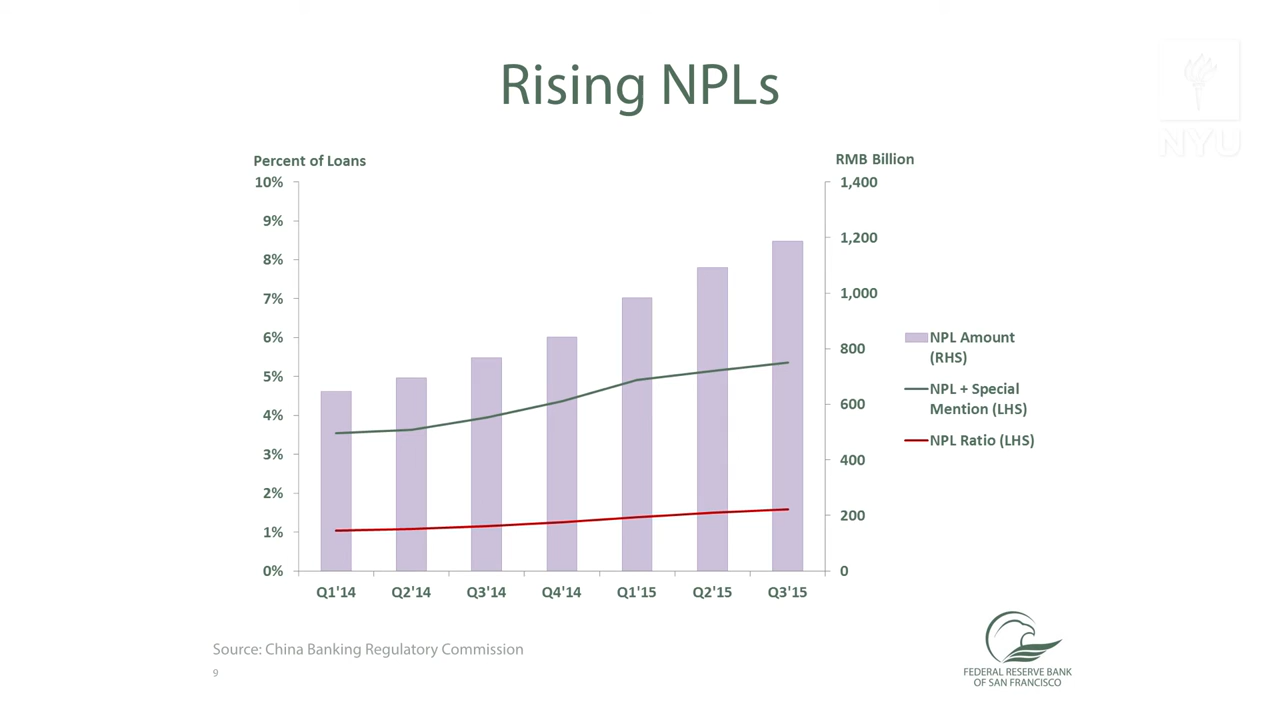 Rising NPLs
NYU
Percent of Loans
RMB Billion
10%
9%
8%
7%
6%
5%
4%
3%
2%
1%
0%
1,400
1,200
1,000
800
600
400
200
0
Q1'14 Q2'14 Q3'14 Q4'14 Q1'15 Q2'15 Q3'15
NPL Amount
(RHS)
NPL + Special
Mention (LHS)
NPL Ratio (LHS)
Source: China Banking Regulatory Commission
9
FEDERAL RESERVE BANK
OF SAN FRANCISCO